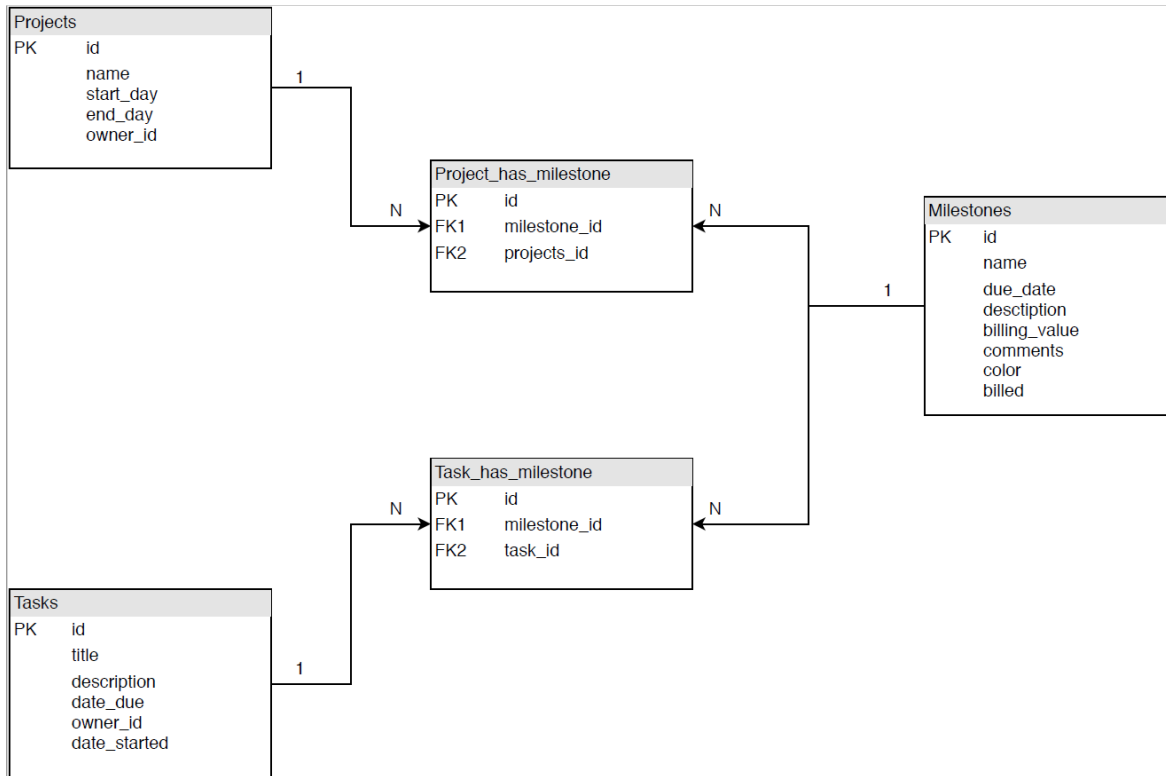 Projects
PK id
name
start_day
end_day
owner_id
1
N
Project_has_milestone
PK id
FK1 milestone_id
FK2 projects_id
N
Milestones
PK id
name
due_date
desctiption
billing_value
comments
color
billed
1
Task_has_milestone
PK id
FK1 milestone_id
FK2 task_id
N
N
Tasks
PK id
title
description
date_due
owner_id
date_started
1